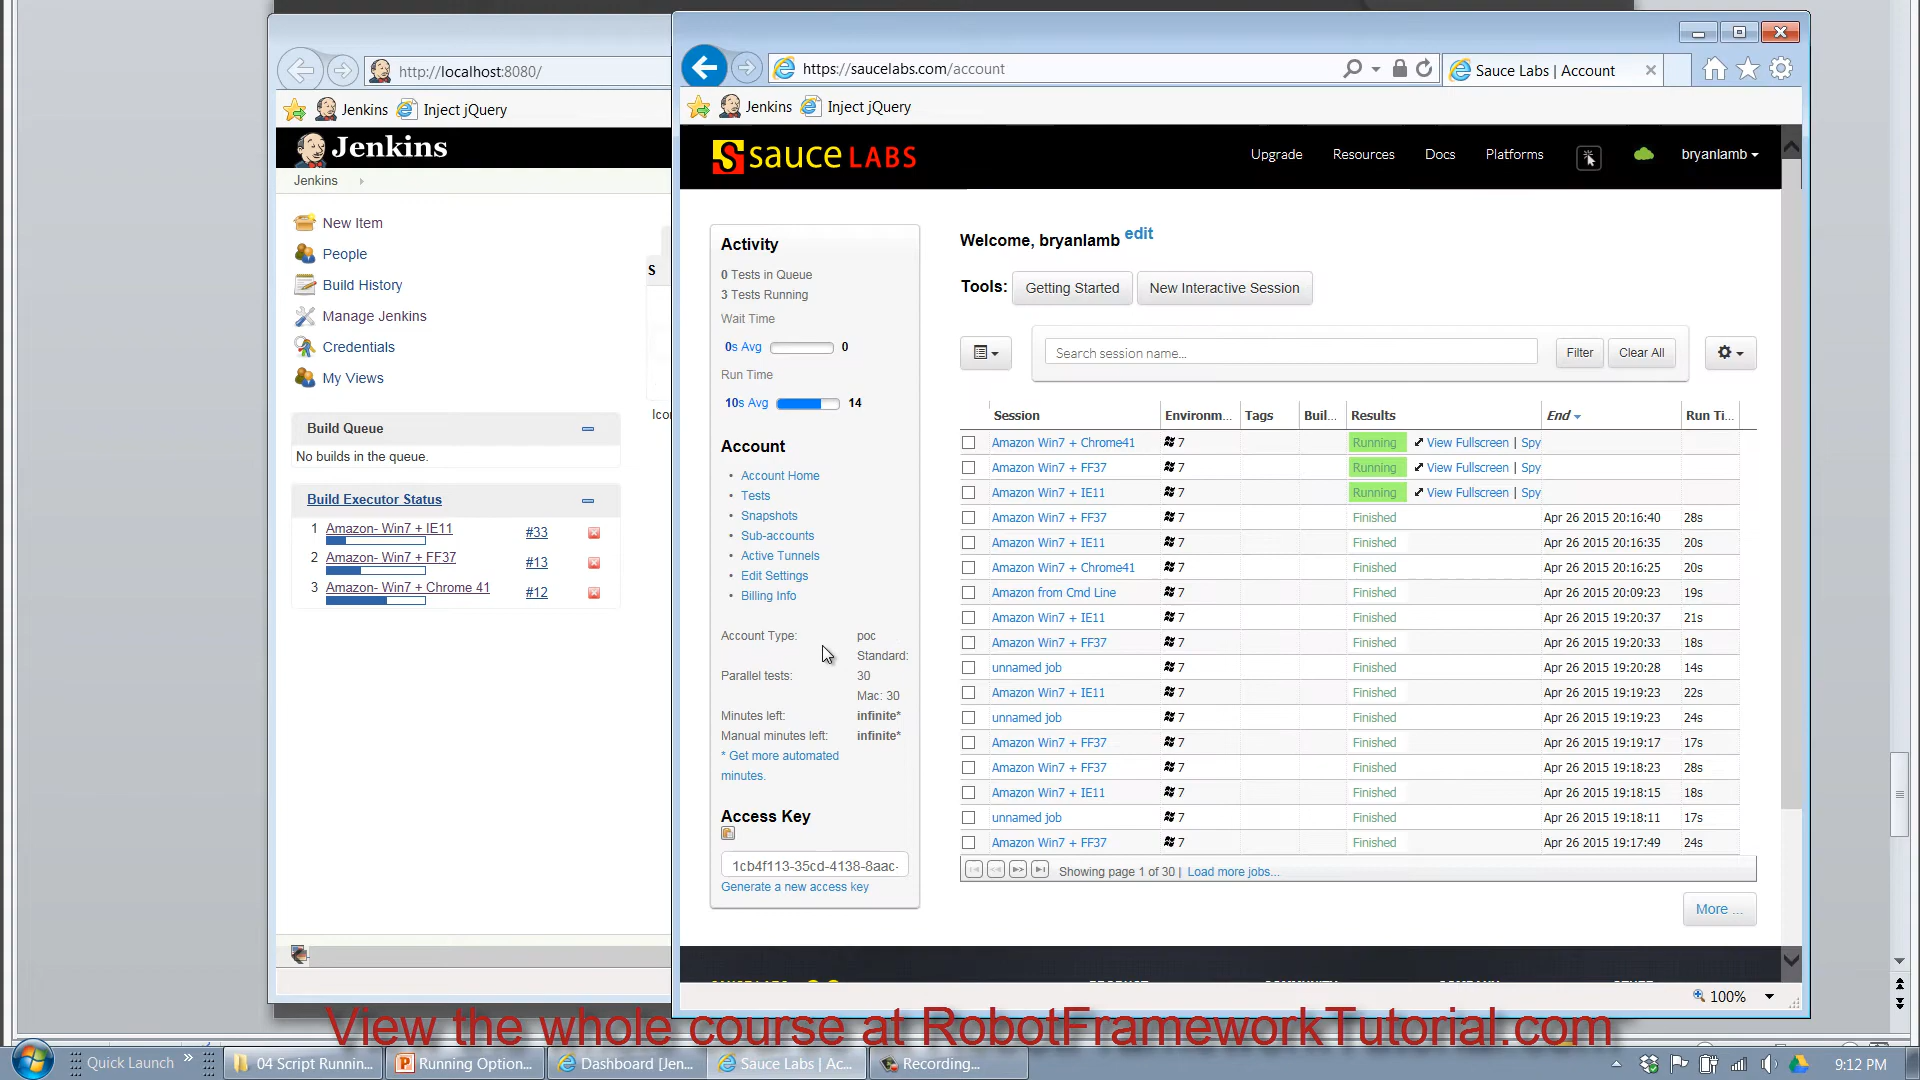 http://localhost:8080/
Jenkins
Inject jQuery
Jenkins
Jenkins
New Item
People
Build History
Manage Jenkins
Credentials
My Views
S
Build Queue
No builds in the queue.
Build Executor Status
1 Amazon- Win7 + IE11 #33
2 Amazon- Win7 + FF37 #13
3 Amazon- Win7 + Chrome 41 #12
https://saucelabs.com/account
Sauce Labs | Account
Jenkins
Inject jQuery
sauce LABS
Upgrade Resources Docs Platforms bryanlamb
Activity
0 Tests in Queue
3 Tests Running
Wait Time
0s Avg 0
Run Time
10s Avg 14
Account
• Account Home
• Tests
• Snapshots
• Sub-accounts
• Active Tunnels
• Edit Settings
• Billing Info
Account Type: poc
Standard:
Parallel tests: 30
Mac: 30
Minutes left: infinite*
Manual minutes left: infinite*
* Get more automated
minutes.
Access Key
1cb4f113-35cd-4138-8aac-
Generate a new access key
Welcome, bryanlamb edit
Tools: Getting Started New Interactive Session
Search session name... Filter Clear All
Session Environm... Tags Buil... Results End Run Ti...
Amazon Win7 + Chrome41 7 Running View Fullscreen | Spy
Amazon Win7 + FF37 7 Running View Fullscreen | Spy
Amazon Win7 + IE11 7 Running View Fullscreen | Spy
Amazon Win7 + FF37 7 Finished Apr 26 2015 20:16:40 28s
Amazon Win7 + IE11 7 Finished Apr 26 2015 20:16:35 20s
Amazon Win7 + Chrome41 7 Finished Apr 26 2015 20:16:25 20s
Amazon from Cmd Line 7 Finished Apr 26 2015 20:09:23 19s
Amazon Win7 + IE11 7 Finished Apr 26 2015 19:20:37 21s
Amazon Win7 + FF37 7 Finished Apr 26 2015 19:20:33 18s
unnamed job 7 Finished Apr 26 2015 19:20:28 14s
Amazon Win7 + IE11 7 Finished Apr 26 2015 19:19:23 22s
unnamed job 7 Finished Apr 26 2015 19:19:23 24s
Amazon Win7 + FF37 7 Finished Apr 26 2015 19:19:17 17s
Amazon Win7 + FF37 7 Finished Apr 26 2015 19:18:23 28s
Amazon Win7 + IE11 7 Finished Apr 26 2015 19:18:15 18s
unnamed job 7 Finished Apr 26 2015 19:18:11 17s
Amazon Win7 + FF37 7 Finished Apr 26 2015 19:17:49 24s
Showing page 1 of 30 | Load more jobs...
More ...
100%
View the whole course at RobotFrameworkTutorial.com
Quick Launch
04 Script Runnin...
Running Option...
Dashboard [Jen...
Sauce Labs | Ac...
Recording...
9:12 PM